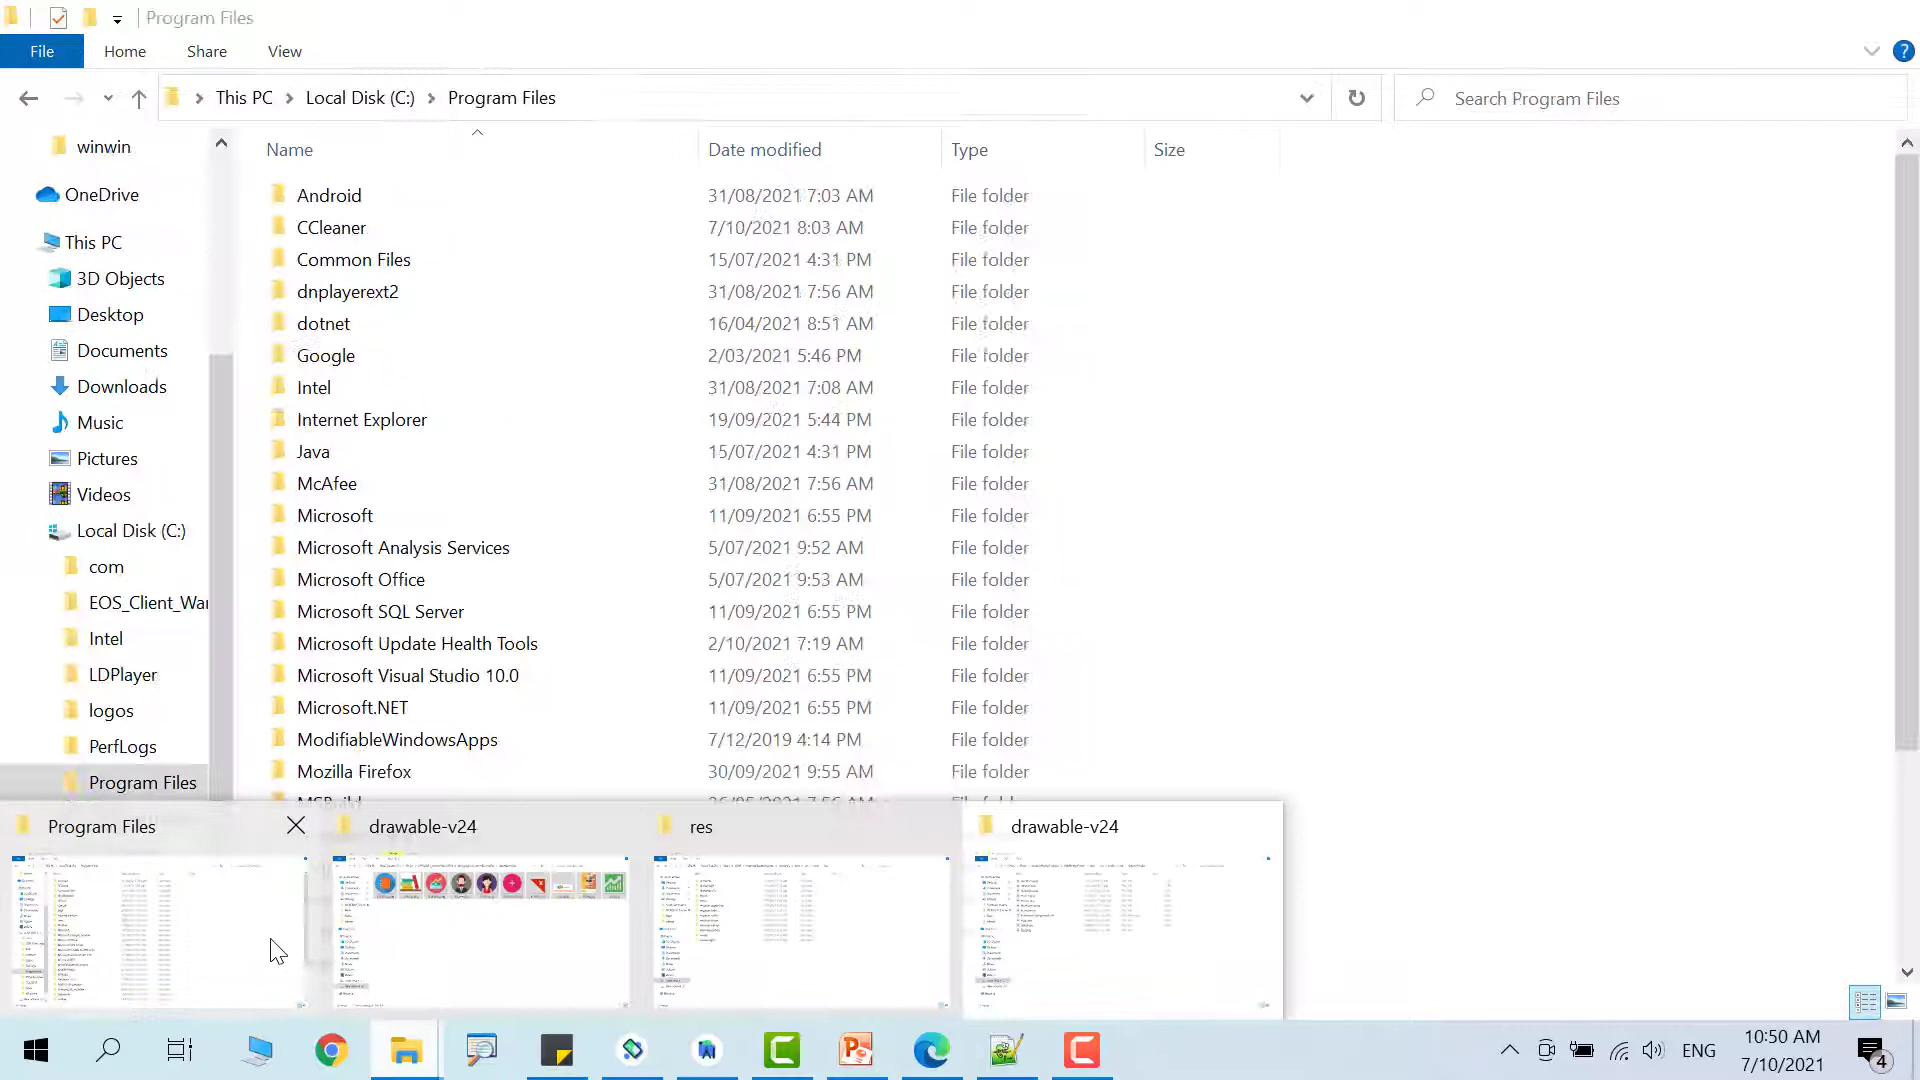 Program Files
File Home Share View
This PC Local Disk (C:) Program Files
Search Program Files
Name Date modified Type Size
winwin
OneDrive
This PC
3D Objects
Desktop
Documents
Downloads
Music
Pictures
Videos
Local Disk (C:)
com
EOS_Client_War
Intel
LDPlayer
logos
PerfLogs
Program Files
Android 31/08/2021 7:03 AM File folder
CCleaner 7/10/2021 8:03 AM File folder
Common Files 15/07/2021 4:31 PM File folder
dnplayerext2 31/08/2021 7:56 AM File folder
dotnet 16/04/2021 8:51 AM File folder
Google 2/03/2021 5:46 PM File folder
Intel 31/08/2021 7:08 AM File folder
Internet Explorer 19/09/2021 5:44 PM File folder
Java 15/07/2021 4:31 PM File folder
McAfee 31/08/2021 7:56 AM File folder
Microsoft 11/09/2021 6:55 PM File folder
Microsoft Analysis Services 5/07/2021 9:52 AM File folder
Microsoft Office 5/07/2021 9:53 AM File folder
Microsoft SQL Server 11/09/2021 6:55 PM File folder
Microsoft Update Health Tools 2/10/2021 7:19 AM File folder
Microsoft Visual Studio 10.0 11/09/2021 6:55 PM File folder
Microsoft.NET 11/09/2021 6:55 PM File folder
ModifiableWindowsApps 7/12/2019 4:14 PM File folder
Mozilla Firefox 30/09/2021 9:55 AM File folder
Program Files drawable-v24 res drawable-v24
ENG
10:50 AM
7/10/2021
4